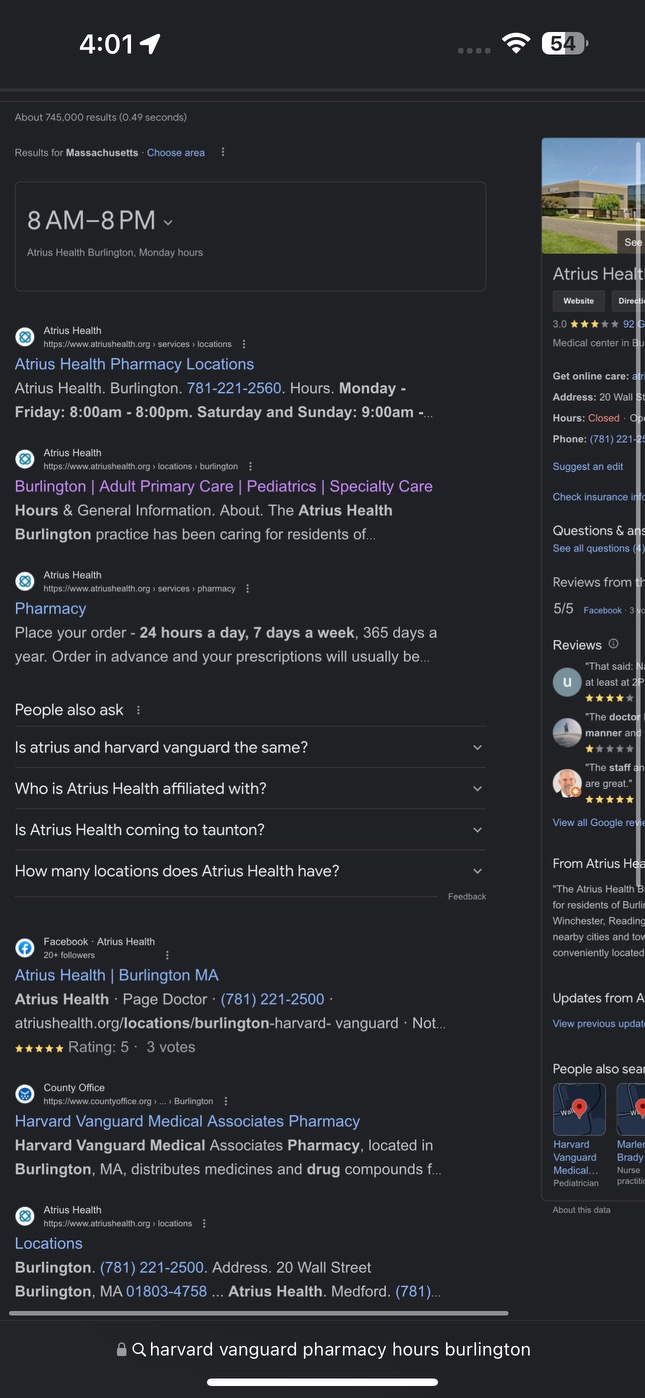 4:01
54
About 745,000 results (0.49 seconds)
Results for Massachusetts · Choose area
8 AM–8 PM
Atrius Health Burlington, Monday hours
Atrius Health
https://www.atriushealth.org › services › locations
Atrius Health Pharmacy Locations
Atrius Health. Burlington. 781-221-2560. Hours. Monday -
Friday: 8:00am - 8:00pm. Saturday and Sunday: 9:00am -...
Atrius Health
https://www.atriushealth.org › locations › burlington
Burlington | Adult Primary Care | Pediatrics | Specialty Care
Hours & General Information. About. The Atrius Health
Burlington practice has been caring for residents of...
Atrius Health
https://www.atriushealth.org › services › pharmacy
Pharmacy
Place your order - 24 hours a day, 7 days a week, 365 days a
year. Order in advance and your prescriptions will usually be...
People also ask
Is atrius and harvard vanguard the same?
Who is Atrius Health affiliated with?
Is Atrius Health coming to taunton?
How many locations does Atrius Health have?
Feedback
Facebook · Atrius Health
20+ followers
Atrius Health | Burlington MA
Atrius Health · Page Doctor · (781) 221-2500 ·
atriushealth.org/locations/burlington-harvard- vanguard · Not...
Rating: 5 · 3 votes
County Office
https://www.countyoffice.org › ... › Burlington
Harvard Vanguard Medical Associates Pharmacy
Harvard Vanguard Medical Associates Pharmacy, located in
Burlington, MA, distributes medicines and drug compounds f...
Atrius Health
https://www.atriushealth.org › locations
Locations
Burlington. (781) 221-2500. Address. 20 Wall Street
Burlington, MA 01803-4758 ... Atrius Health. Medford. (781)...
See
Atrius Healt
Website
Directi
3.0 92 G
Medical center in Bu
Get online care: atri
Address: 20 Wall St
Hours: Closed · Ope
Phone: (781) 221-25
Suggest an edit
Check insurance info
Questions & ans
See all questions (4)
Reviews from th
5/5 Facebook · 3 vo
Reviews
u
"That said: Na
at least at 2P
"The doctor
manner and
"The staff an
are great."
View all Google revie
From Atrius Hea
"The Atrius Health B
for residents of Burlin
Winchester, Reading
nearby cities and tow
conveniently located
Updates from A
View previous updat
People also sear
Wal
Wa
Harvard
Vanguard
Medical...
Pediatrician
Marlen
Brady
Nurse
practitio
About this data
harvard vanguard pharmacy hours burlington